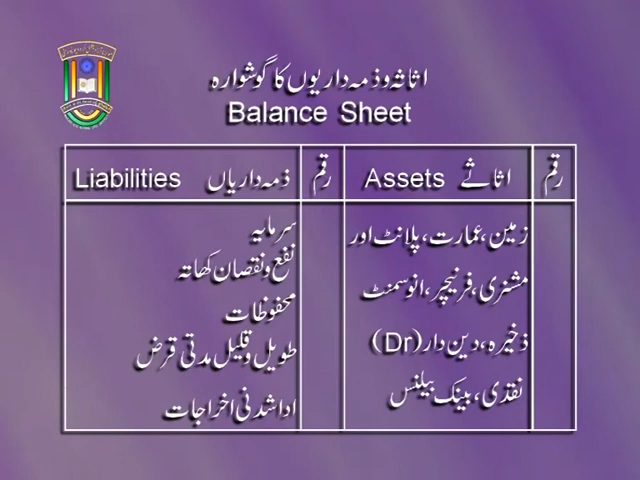 اثاثہ و ذمہ داریوں کا گوشوارہ
Balance Sheet
رقم
اثاثے Assets
رقم
ذمہ داریاں Liabilities
زمین، عمارت، پلانٹ اور
مشنری، فرنیچر، انوسمنٹ
ذخیرہ، دین دار (Dr)
نقدی، بینک بیلنس
سرمایہ
نفع و نقصان کھاتہ
محفوظات
طویل و قلیل مدتی قرض
ادا شدنی اخراجات